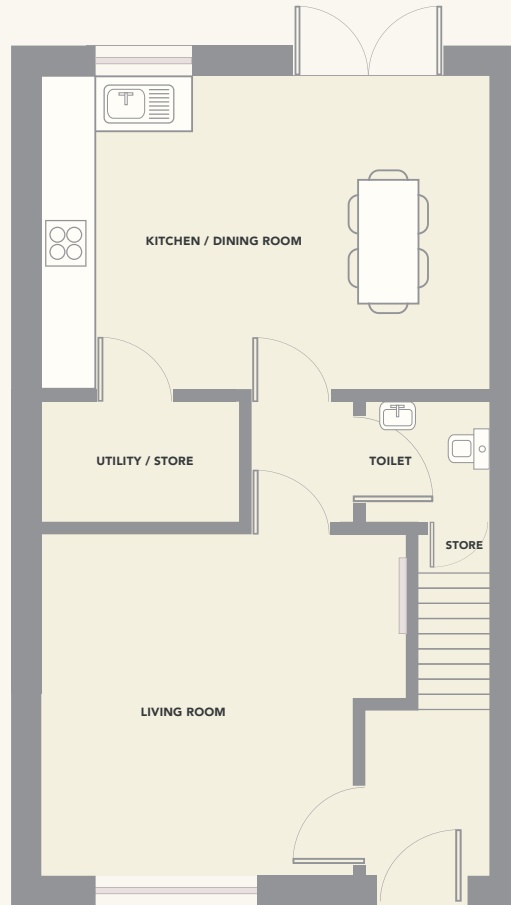 KITCHEN / DINING ROOM
UTILITY / STORE
TOILET
STORE
LIVING ROOM